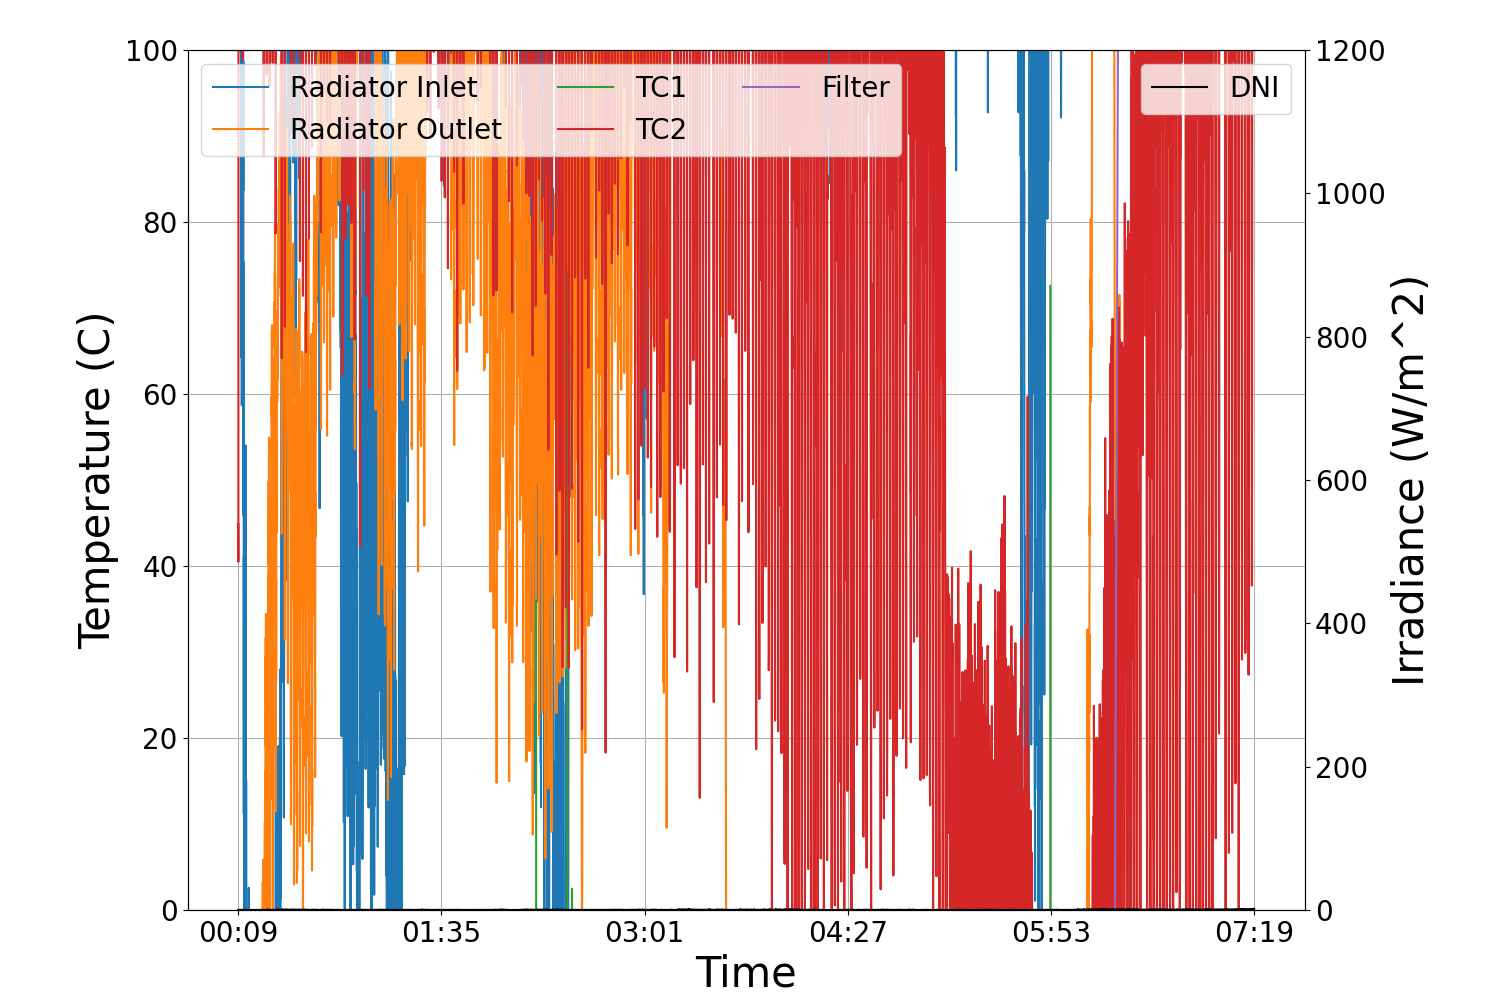 100
80
60
40
20
0
Temperature (C)
Radiator Inlet
Radiator Outlet
TC1
TC2
Filter
DNI
1200
1000
800
600
400
200
0
Irradiance (W/m^2)
00:09 01:35 03:01 04:27 05:53 07:19
Time